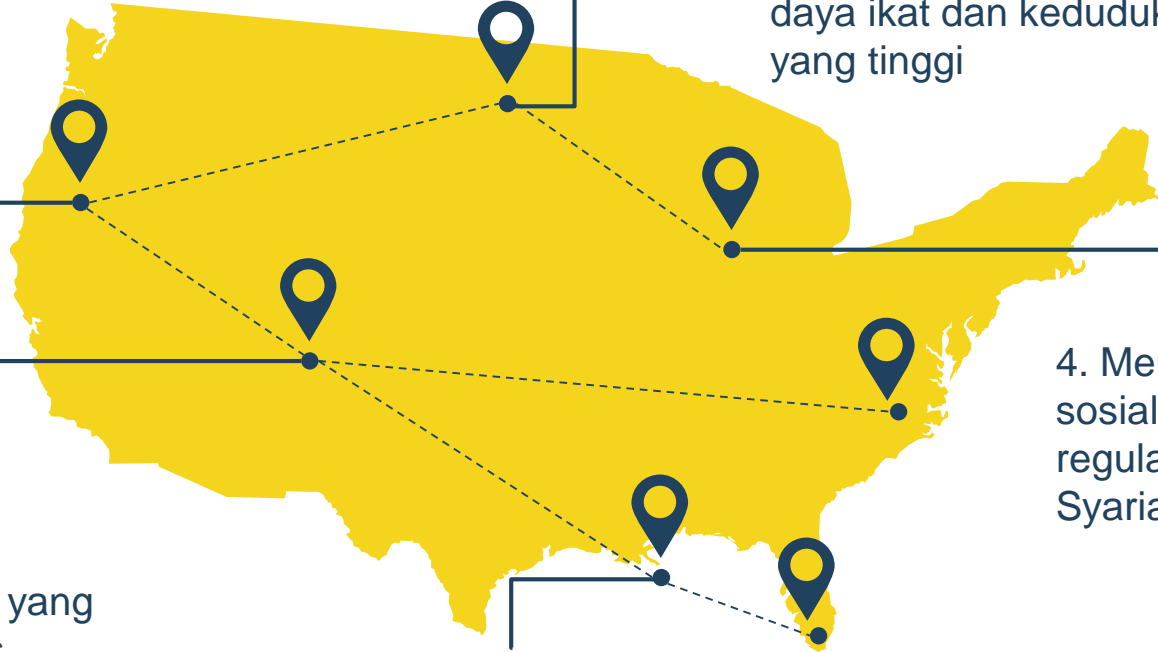 daya ikat dan keduduk
yang tinggi
4. Me
sosial
regula
Syaria
yang